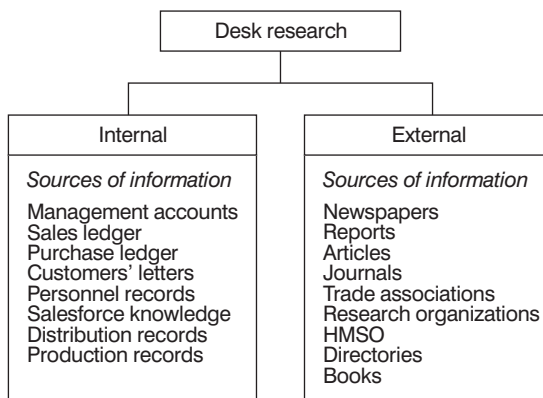 Desk research
Internal
Sources of information
Management accounts
Sales ledger
Purchase ledger
Customers' letters
Personnel records
Salesforce knowledge
Distribution records
Production records
External
Sources of information
Newspapers
Reports
Articles
Journals
Trade associations
Research organizations
HMSO
Directories
Books